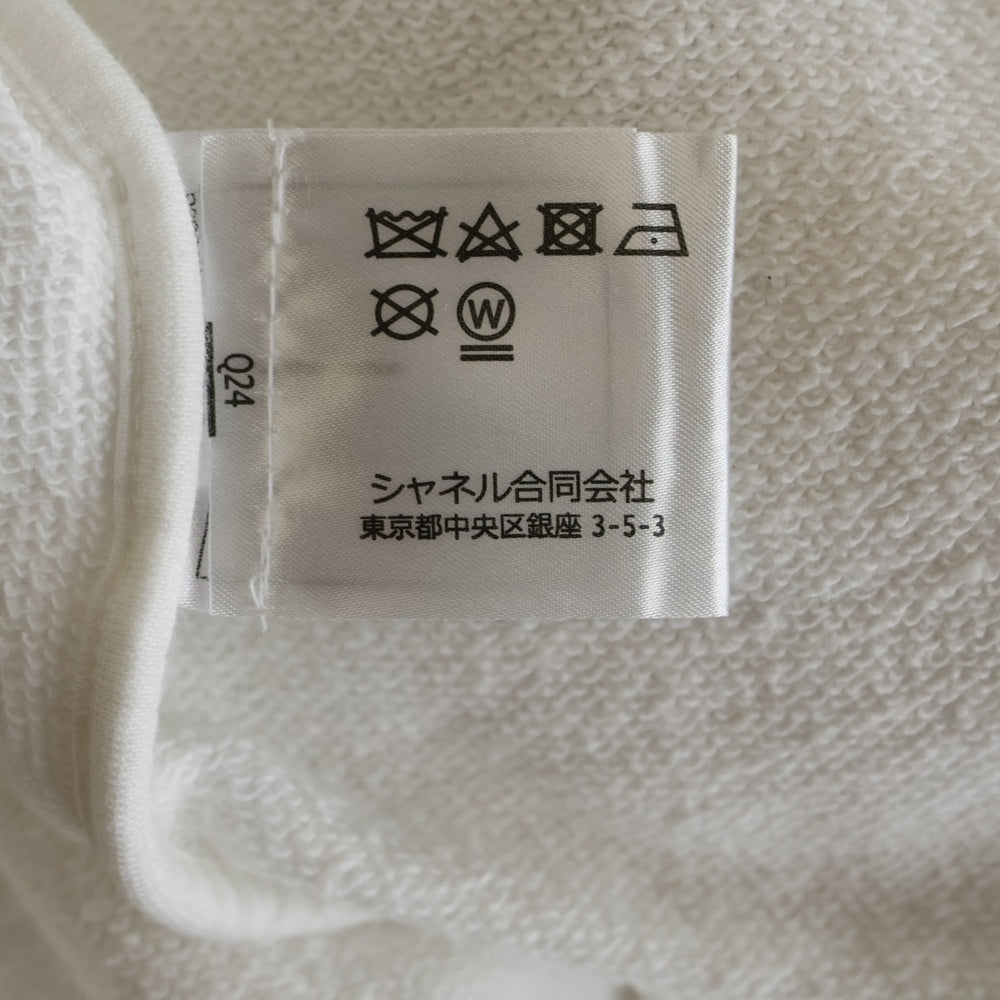 W
シャネル合同会社
東京都中央区銀座 3-5-3
Q24